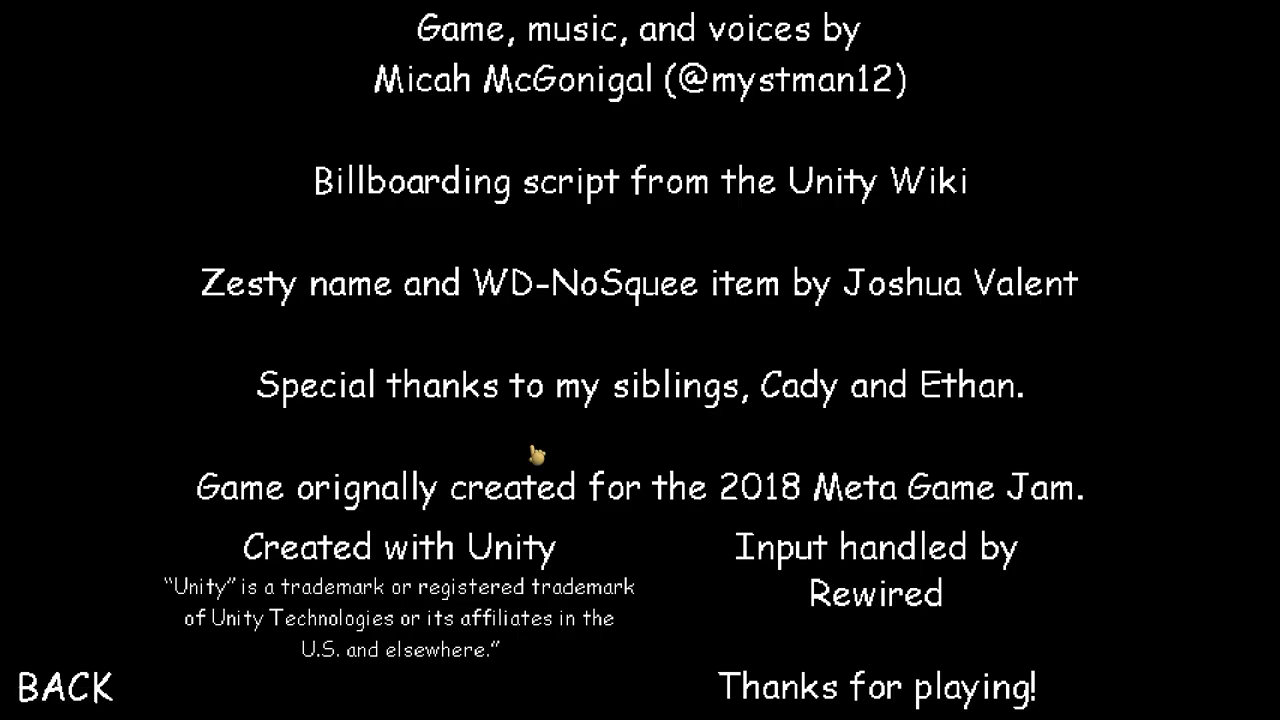 Game, music, and voices by
Micah McGonigal (@mystman12)
Billboarding script from the Unity Wiki
Zesty name and WD-NoSquee item by Joshua Valent
Special thanks to my siblings, Cady and Ethan.
Game orignally created for the 2018 Meta Game Jam.
Created with Unity
“Unity” is a trademark or registered trademark
of Unity Technologies or its affiliates in the
U.S. and elsewhere.”
Input handled by
Rewired
BACK
Thanks for playing!